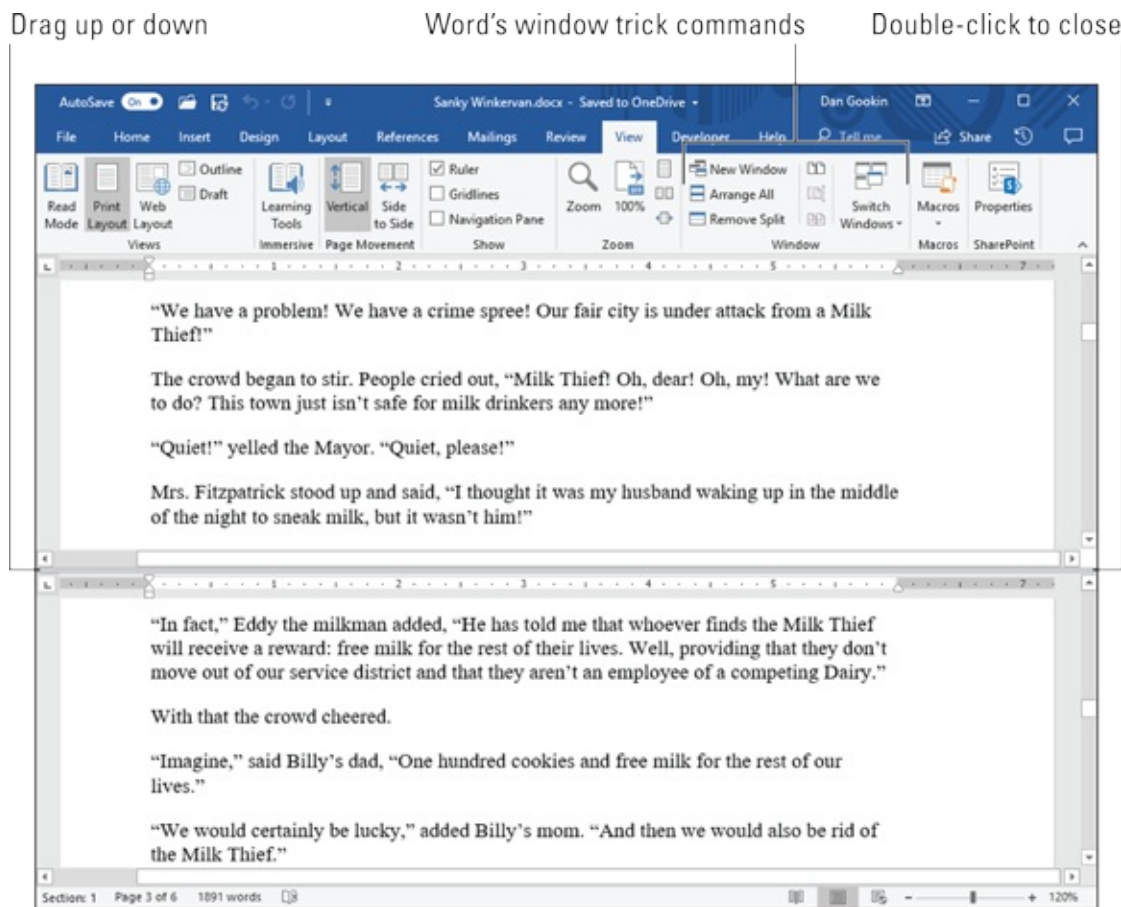 Drag up or down Word's window trick commands Double-click to close
AutoSave On Sanky Winkervan.docx - Saved to OneDrive Dan Gookin
File Home Insert Design Layout References Mailings Review View Developer Help Tell me Share
Read Mode
Print Layout
Web Layout
Outline
Draft
Views
Learning Tools
Immersive
Vertical
Side to Side
Page Movement
Ruler
Gridlines
Navigation Pane
Show
Zoom
100%
Zoom
New Window
Arrange All
Remove Split
Switch Windows
Window
Macros
Macros
Properties
SharePoint
1 2 3 4 5 7
“We have a problem! We have a crime spree! Our fair city is under attack from a Milk
Thief!”
The crowd began to stir. People cried out, “Milk Thief! Oh, dear! Oh, my! What are we
to do? This town just isn’t safe for milk drinkers any more!”
“Quiet!” yelled the Mayor. “Quiet, please!”
Mrs. Fitzpatrick stood up and said, “I thought it was my husband waking up in the middle
of the night to sneak milk, but it wasn’t him!”
1 2 3 4 5 7
“In fact,” Eddy the milkman added, “He has told me that whoever finds the Milk Thief
will receive a reward: free milk for the rest of their lives. Well, providing that they don’t
move out of our service district and that they aren’t an employee of a competing Dairy.”
With that the crowd cheered.
“Imagine,” said Billy’s dad, “One hundred cookies and free milk for the rest of our
lives.”
“We would certainly be lucky,” added Billy’s mom. “And then we would also be rid of
the Milk Thief.”
Section: 1 Page 3 of 6 1891 words 120%